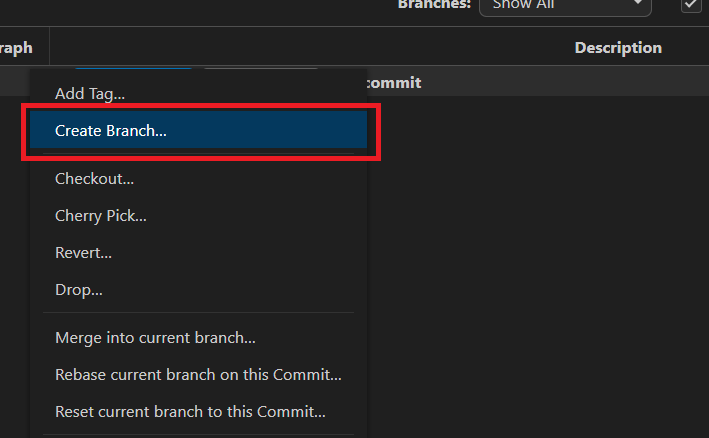 Branches: Show All
raph Description
commit
Add Tag...
Create Branch...
Checkout...
Cherry Pick...
Revert...
Drop...
Merge into current branch...
Rebase current branch on this Commit...
Reset current branch to this Commit...